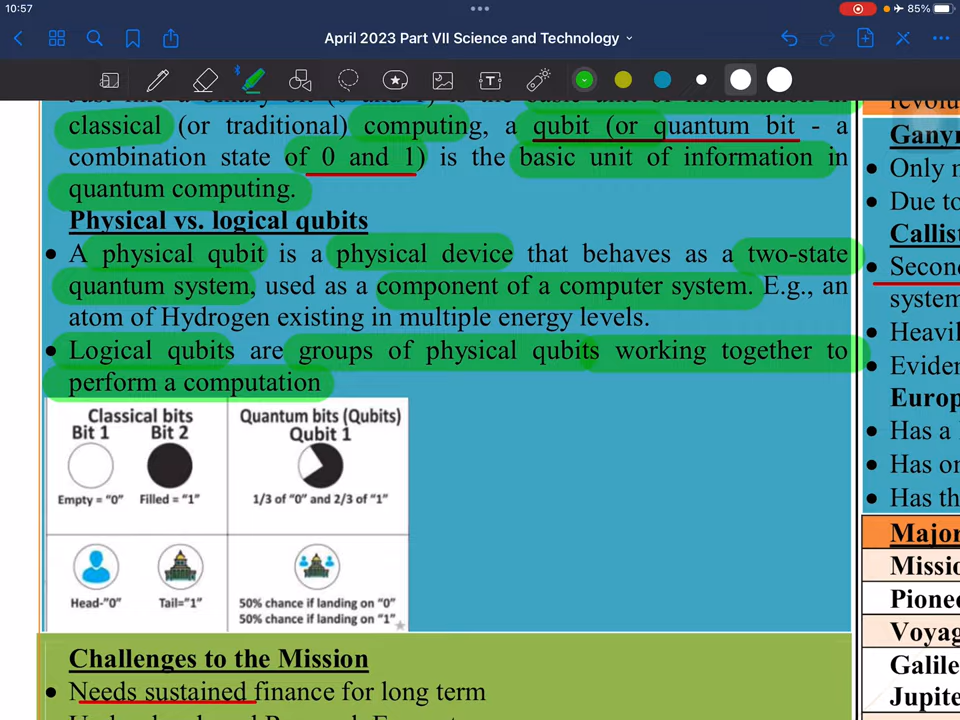 10:57
85%
April 2023 Part VII Science and Technology
classical (or traditional) computing, a qubit (or quantum bit - a
combination state of 0 and 1) is the basic unit of information in
quantum computing.
Physical vs. logical qubits
• A physical qubit is a physical device that behaves as a two-state
quantum system, used as a component of a computer system. E.g., an
atom of Hydrogen existing in multiple energy levels.
• Logical qubits are groups of physical qubits working together to
perform a computation
Classical bits
Bit 1 Bit 2
Empty = "0" Filled = "1"
Quantum bits (Qubits)
Qubit 1
1/3 of "0" and 2/3 of "1"
Head-"0" Tail="1"
50% chance if landing on "0"
50% chance if landing on "1"
Challenges to the Mission
• Needs sustained finance for long term
• Only
Due to
• Secon
system
• Heavil
• Eviden
Europ
• Has a
• Has
• Has
Major
Missio
Pionee
Voyag
Galile
Jupite